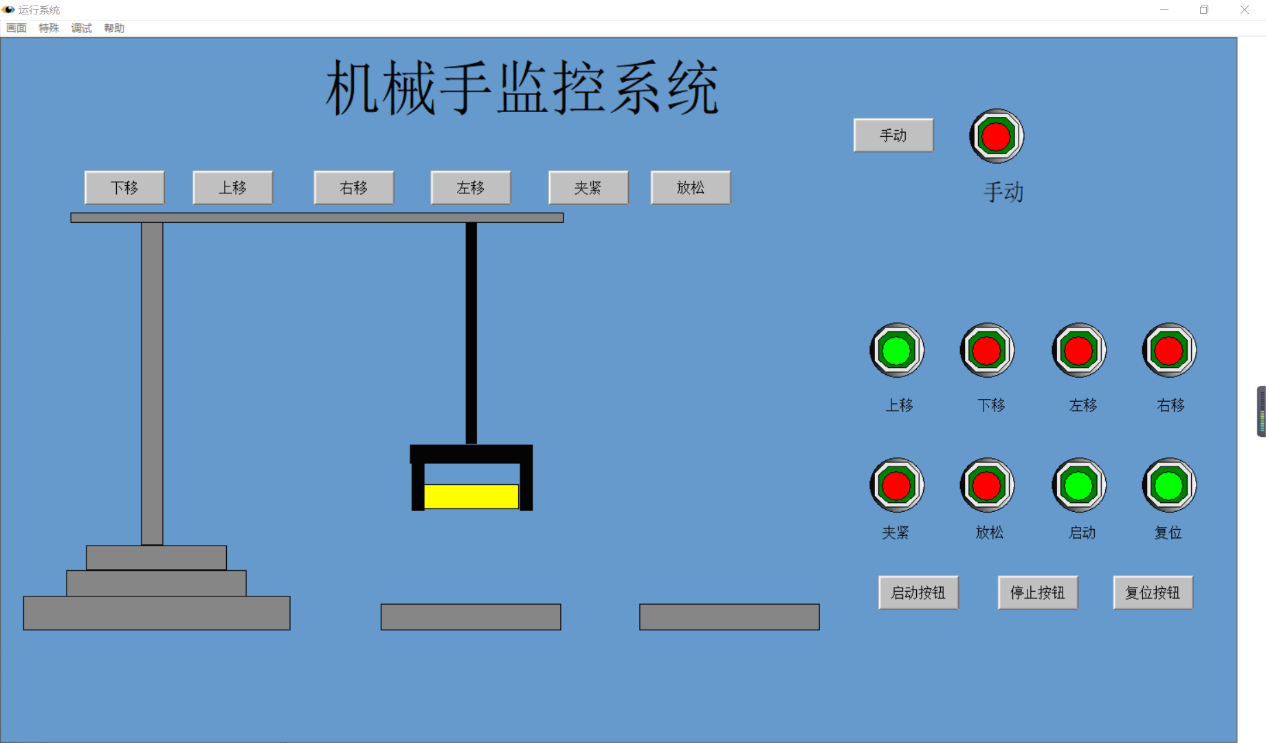 运行系统
画面 特殊 调试 帮助
机械手监控系统
手动
手动
下移 上移 右移 左移 夹紧 放松
上移 下移 左移 右移
夹紧 放松 启动 复位
启动按钮 停止按钮 复位按钮